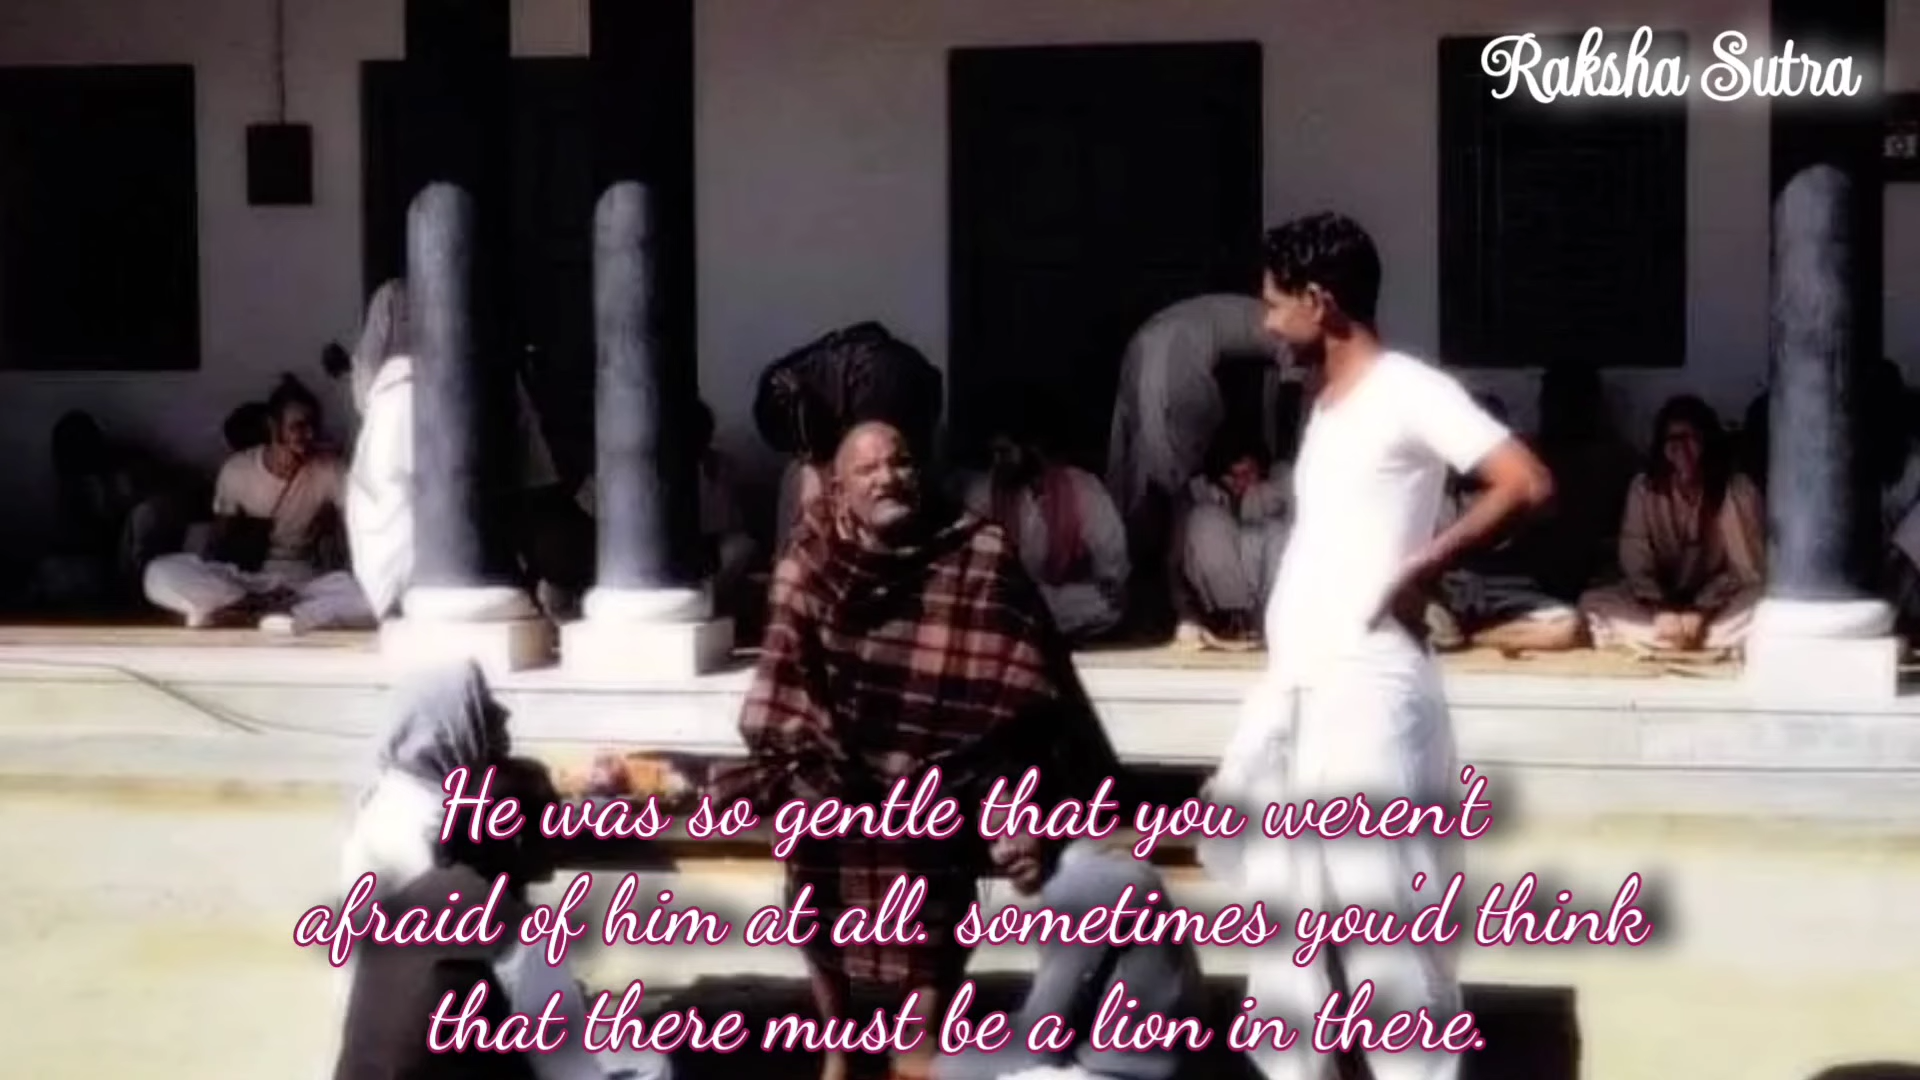 Raksha Sutra
He was so gentle that you weren't
afraid of him at all. sometimes you'd think
that there must be a lion in there.